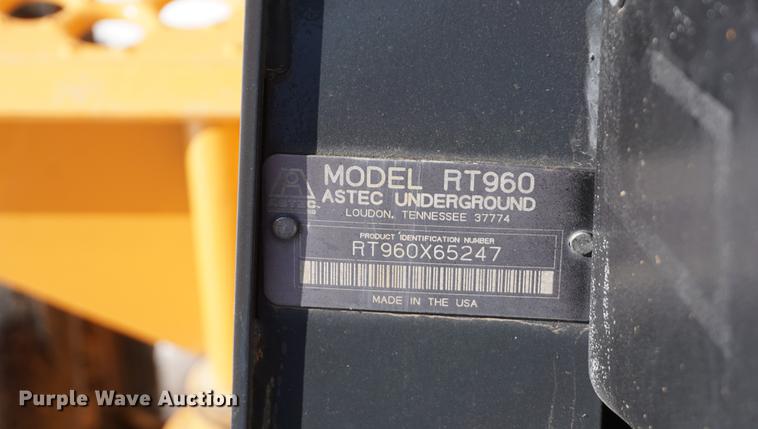 MODEL RT960
ASTEC UNDERGROUND
LOUDON, TENNESSEE 37774
PRODUCT IDENTIFICATION NUMBER
RT960X65247
MADE IN THE USA
Purple Wave Auction